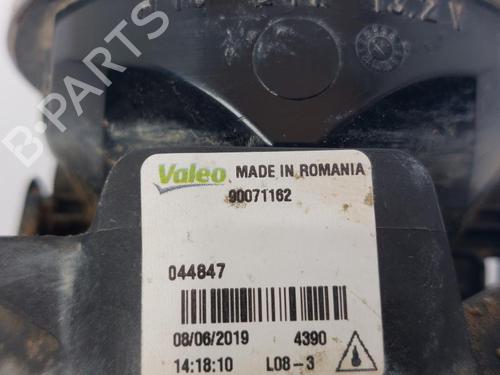 B-PARTS
Valeo MADE IN ROMANIA
90071162
044847
08/06/2019 4390
14:18:10 L08-3